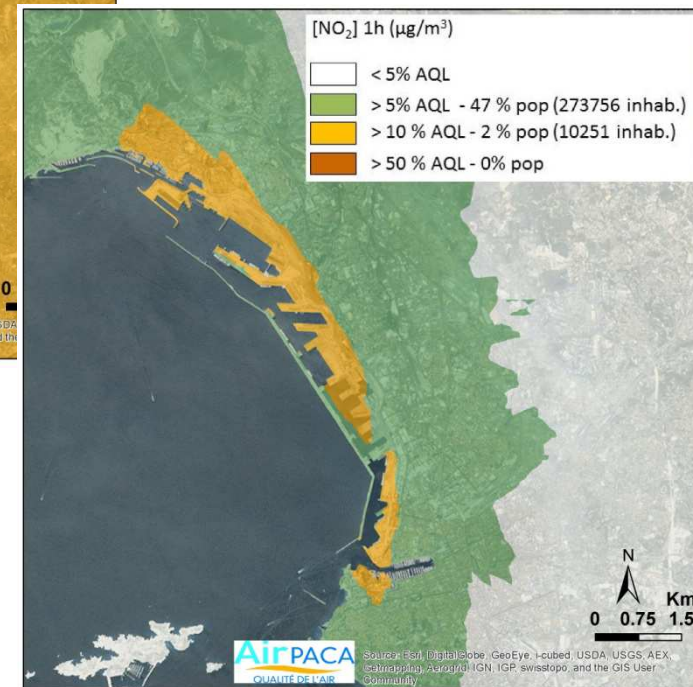 [NO₂] 1h (µg/m³)
< 5% AQL
> 5% AQL - 47 % pop (273756 inhab.)
> 10 % AQL - 2 % pop (10251 inhab.)
> 50 % AQL - 0% pop
0
N
Km
0 0.75 1.5
AirPACA
QUALITÉ DE L'AIR
Source: Esri, DigitalGlobe, GeoEye, i-cubed, USDA, USGS, AEX,
Getmapping, Aerogrid, IGN, IGP, swisstopo, and the GIS User
Community